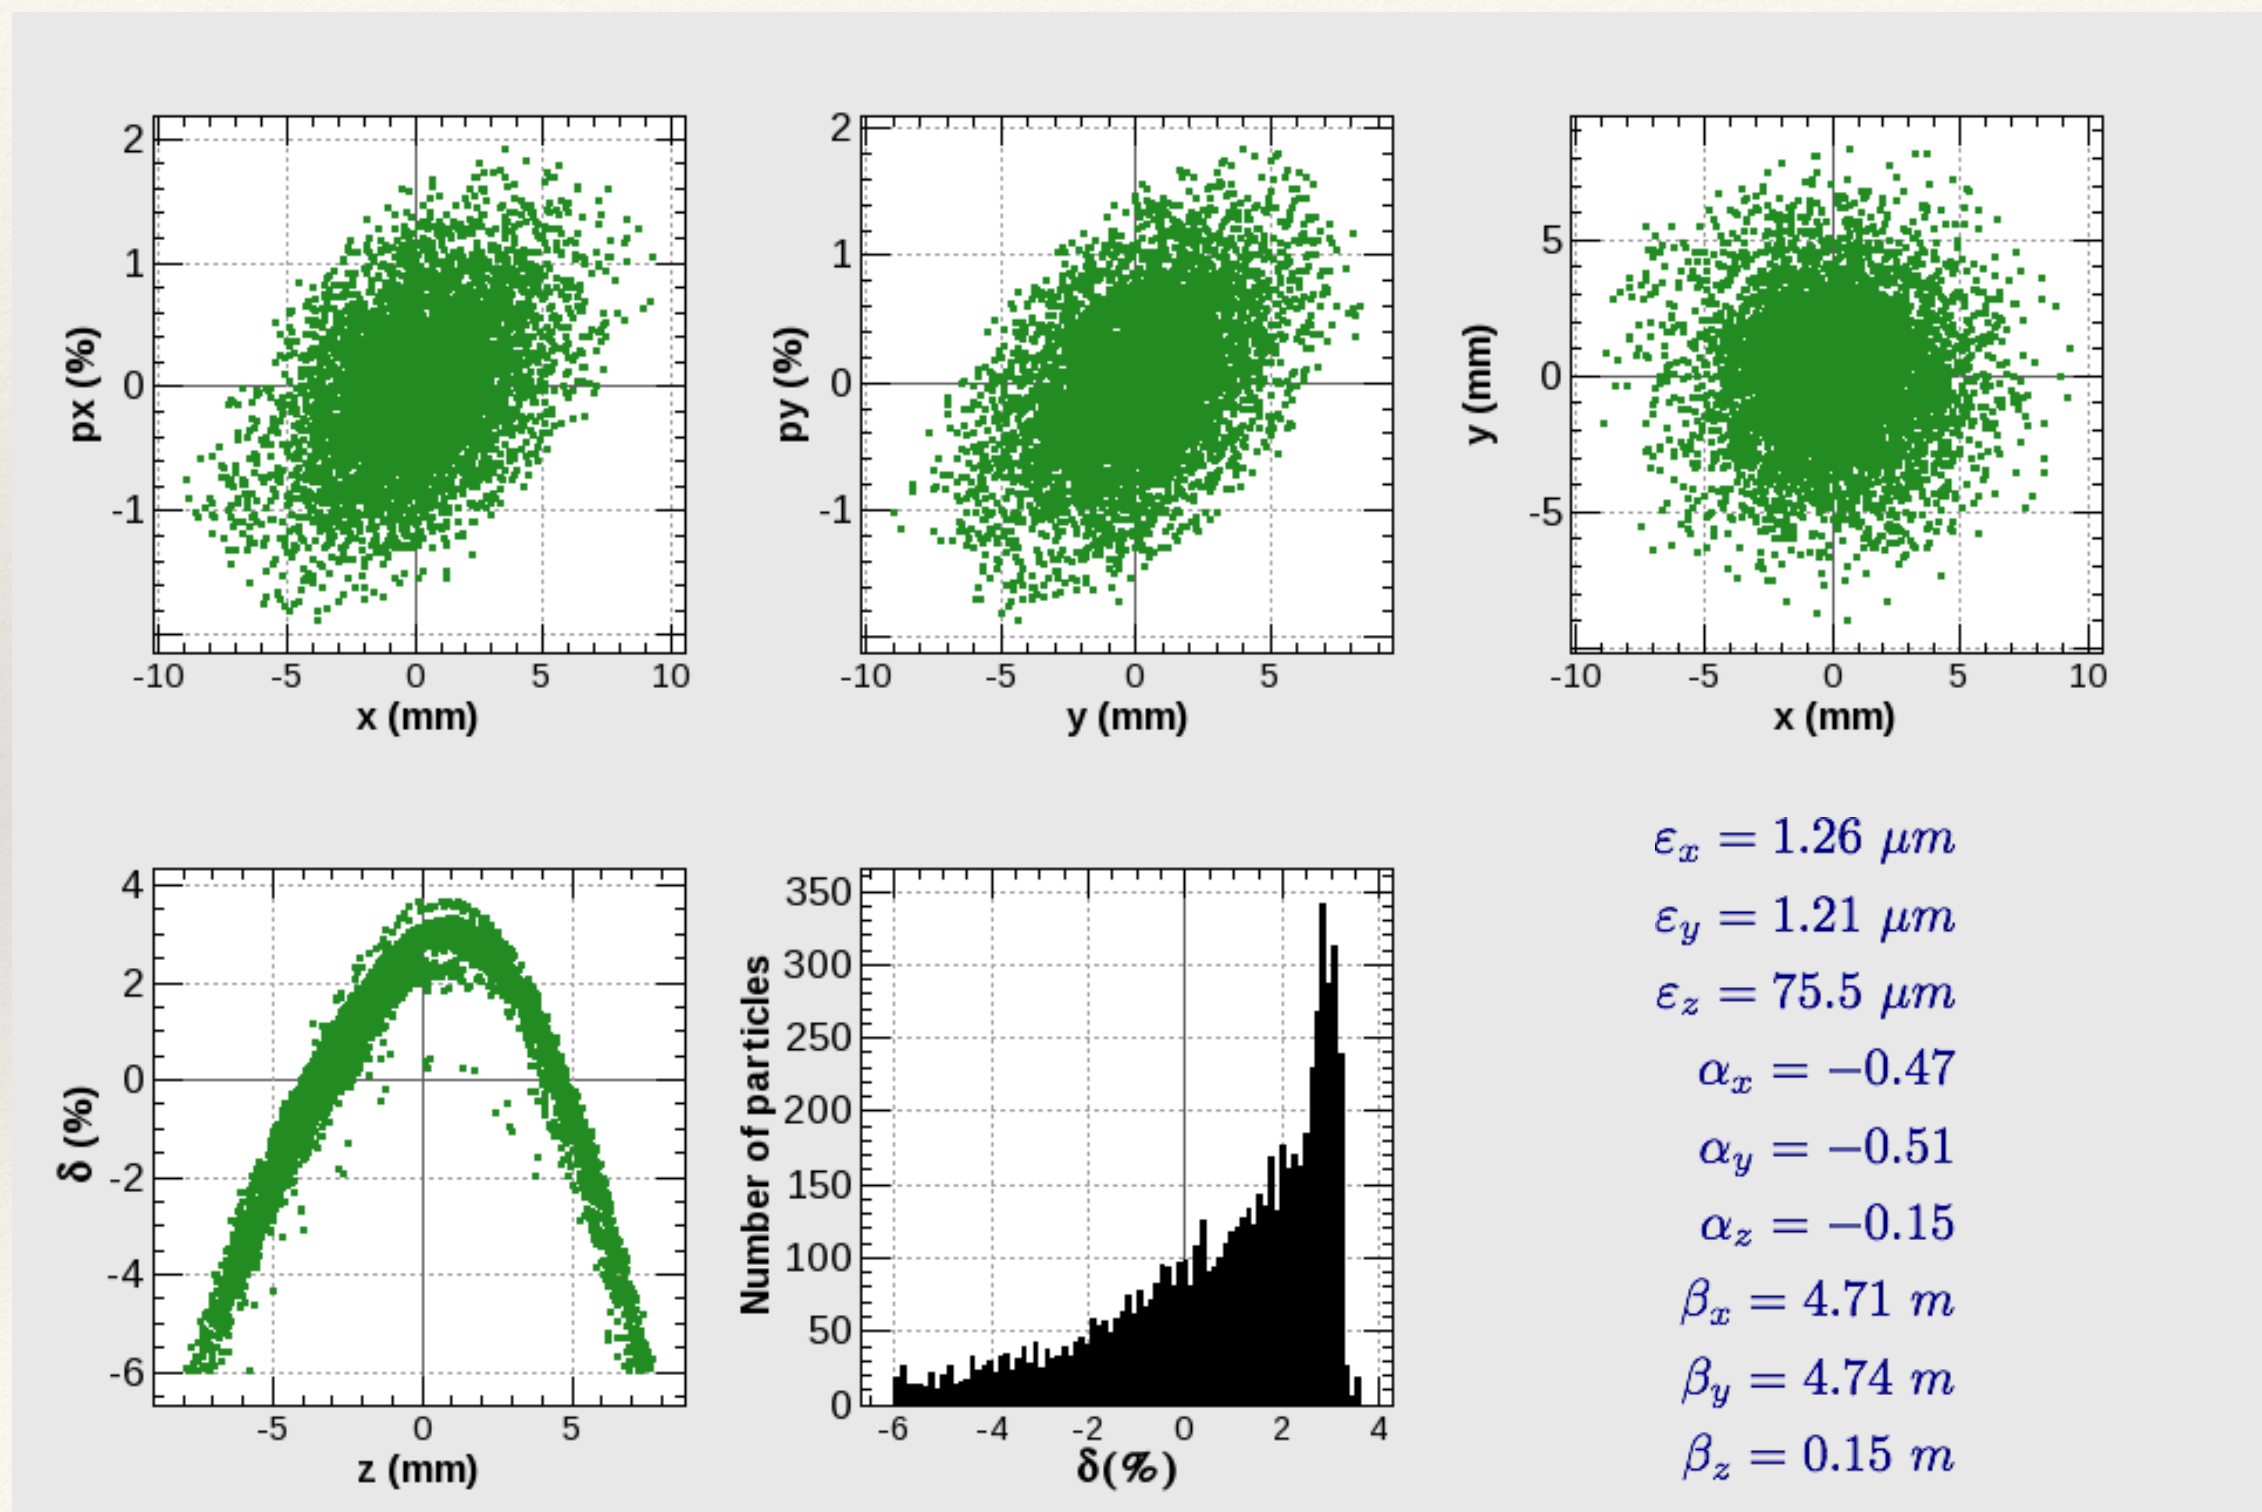 2
1
0
-1
px (%)
-10 -5 0 5 10
x (mm)
2
1
0
-1
py (%)
-10 -5 0 5
y (mm)
5
0
-5
y (mm)
-10 -5 0 5 10
x (mm)
4
2
0
-2
-4
-6
δ (%)
-5 0 5
z (mm)
350
300
250
200
150
100
50
0
Number of particles
-6 -4 -2 0 2 4
δ(%)
εx = 1.26 μm
εy = 1.21 μm
εz = 75.5 μm
αx = −0.47
αy = −0.51
αz = −0.15
βx = 4.71 m
βy = 4.74 m
βz = 0.15 m